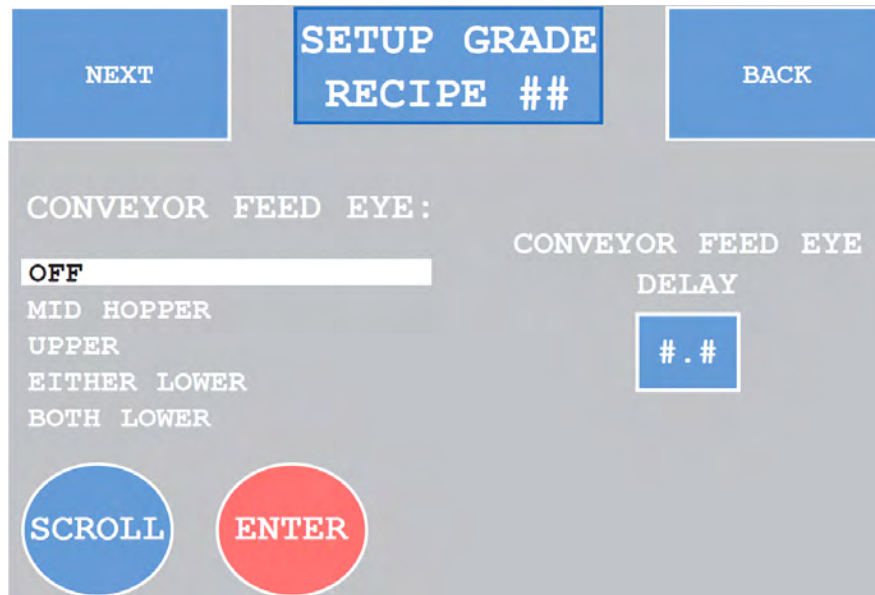 NEXT
SETUP GRADE
RECIPE ##
BACK
CONVEYOR FEED EYE:
OFF
MID HOPPER
UPPER
EITHER LOWER
BOTH LOWER
CONVEYOR FEED EYE
DELAY
#.#
SCROLL
ENTER